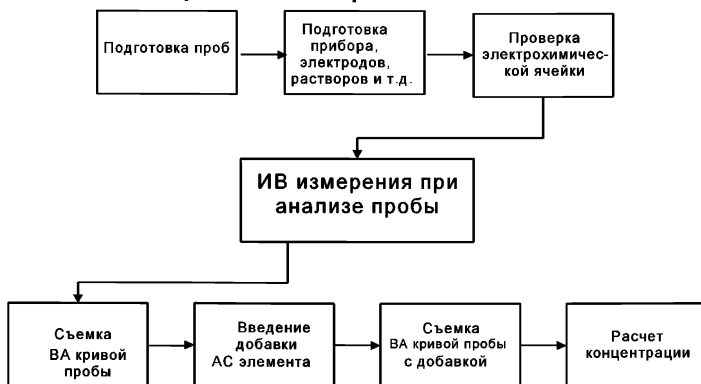 Подготовка проб
Подготовка
прибора,
электродов,
растворов и т.д.
Проверка
электрохимичес-
кой ячейки
ИВ измерения при
анализе пробы
Съемка
ВА кривой
пробы
Введение
добавки
АС элемента
Съемка
ВА кривой пробы
с добавкой
Расчет
концентрации